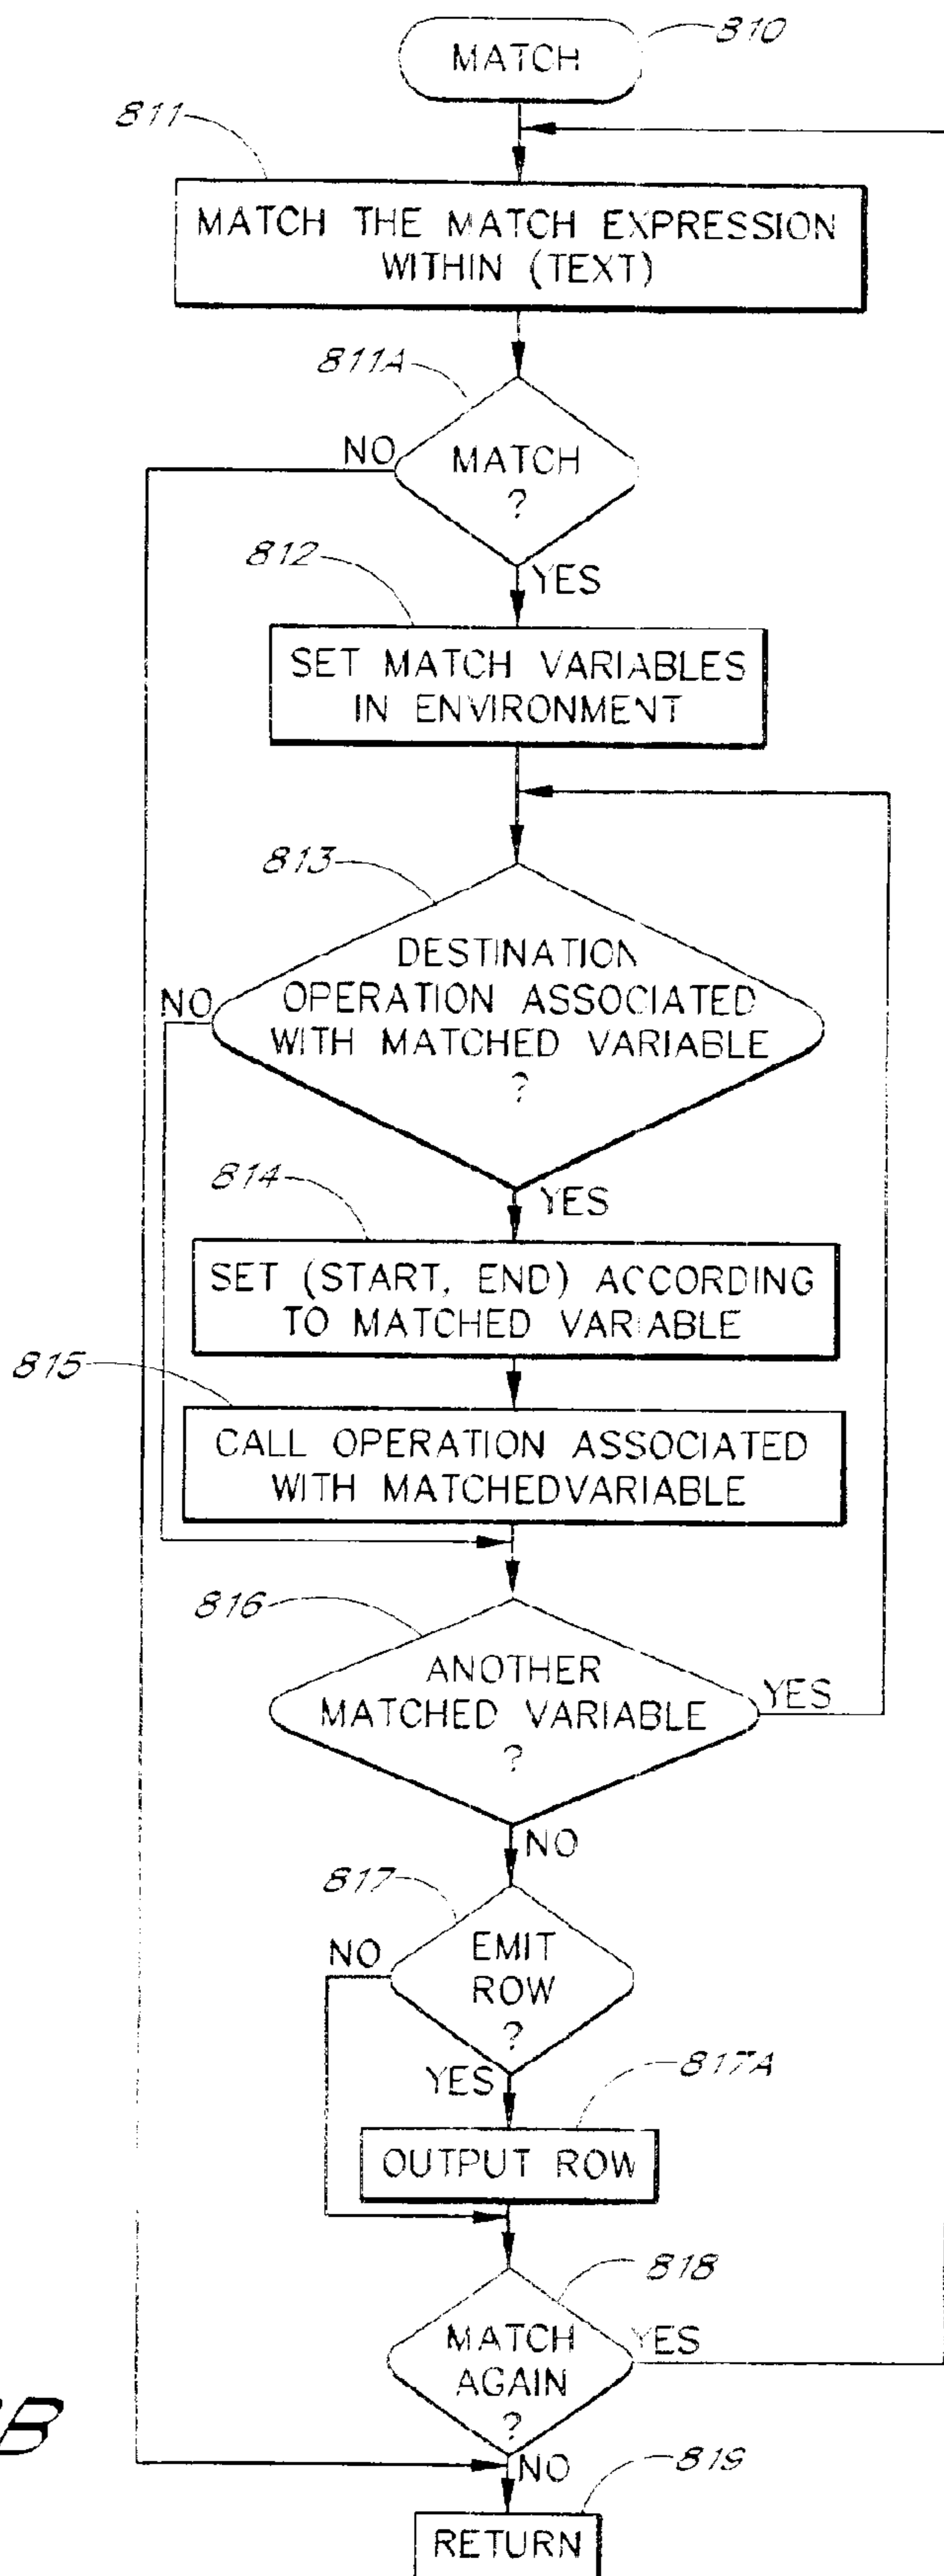 MATCH
810
811
MATCH THE MATCH EXPRESSION
WITHIN (TEXT)
811A
NO
MATCH
?
812
YES
SET MATCH VARIABLES
IN ENVIRONMENT
813
DESTINATION
NO
OPERATION ASSOCIATED
WITH MATCHED VARIABLE
?
814
YES
SET (START, END) ACCORDING
TO MATCHED VARIABLE
815
CALL OPERATION ASSOCIATED
WITH MATCHEDVARIABLE
816
ANOTHER
MATCHED VARIABLE
YES
?
NO
817
NO
EMIT
ROW
?
YES
817A
OUTPUT ROW
818
MATCH
YES
AGAIN
?
NO
819
RETURN